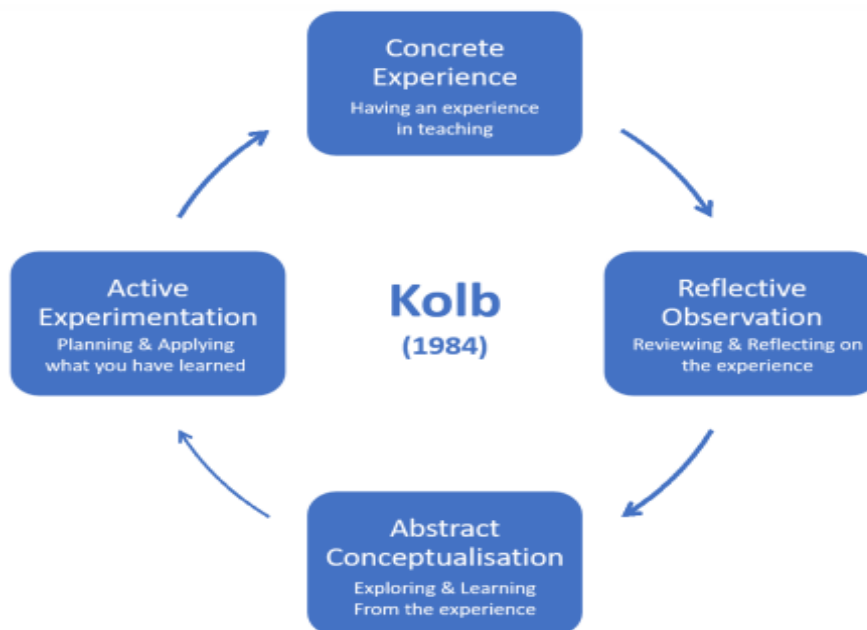 Concrete
Experience
Having an experience
in teaching
Kolb
(1984)
Reflective
Observation
Reviewing & Reflecting on
the experience
Abstract
Conceptualisation
Exploring & Learning
From the experience
Active
Experimentation
Planning & Applying
what you have learned